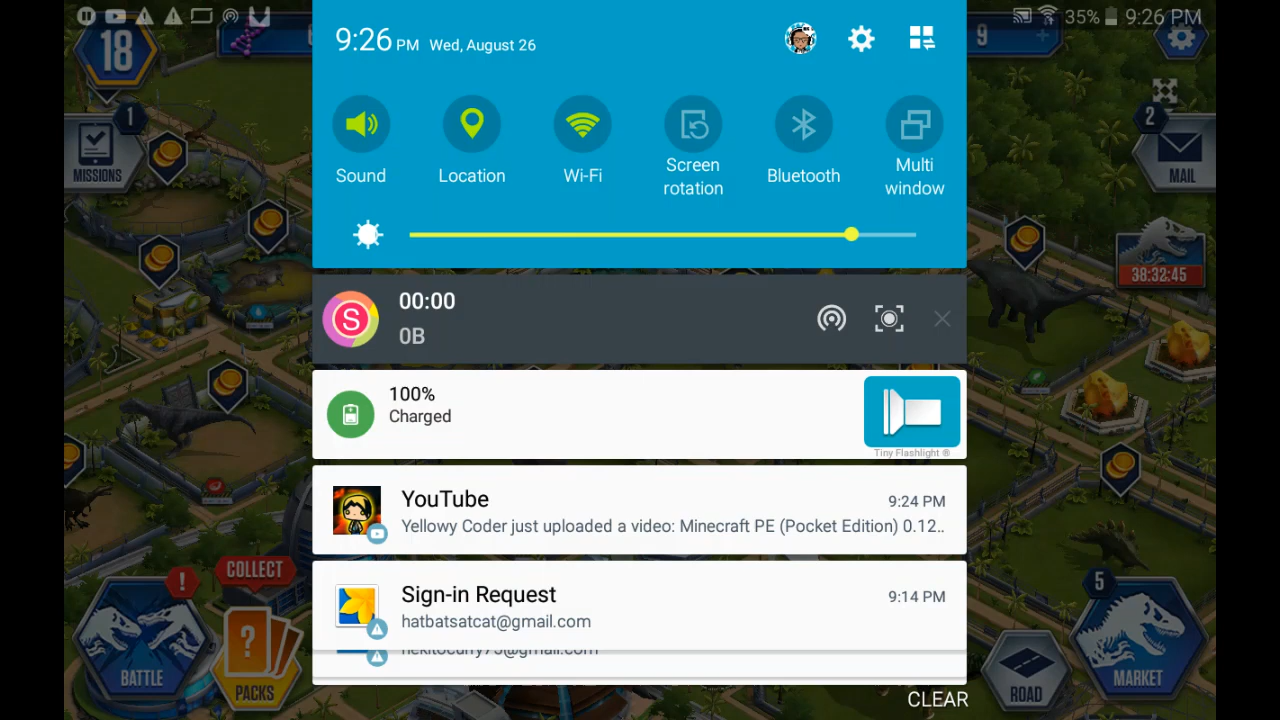 35% 9:26 PM
9:26 PM Wed, August 26
18
9
1
2
MISSIONS
MAIL
Sound
Location
Wi-Fi
Screen
rotation
Bluetooth
Multi
window
38:32:45
S
00:00
0B
100%
Charged
Tiny Flashlight ®
YouTube
9:24 PM
Yellowy Coder just uploaded a video: Minecraft PE (Pocket Edition) 0.12..
Sign-in Request
9:14 PM
hatbatsatcat@gmail.com
!
COLLECT
?
5
BATTLE
PACKS
ROAD
MARKET
CLEAR